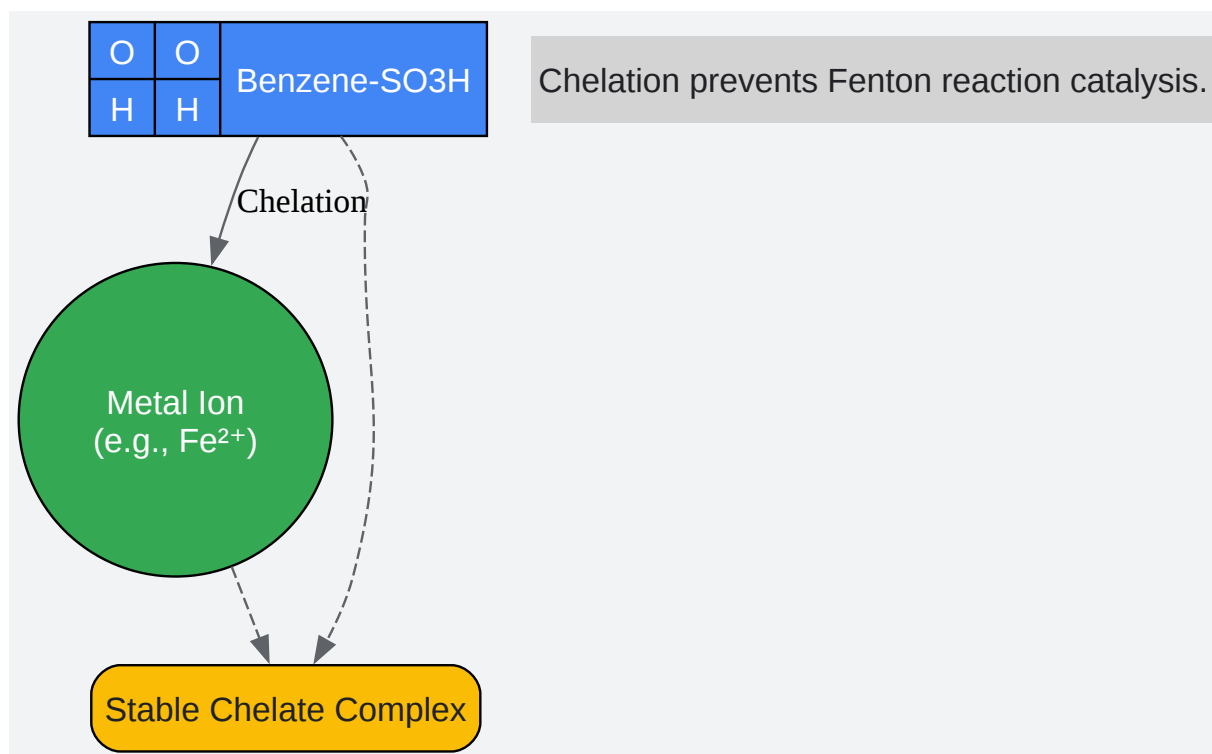 O O
H H
Benzene-SO3H
Chelation prevents Fenton reaction catalysis.
Chelation
Metal Ion
(e.g., Fe²⁺)
Stable Chelate Complex